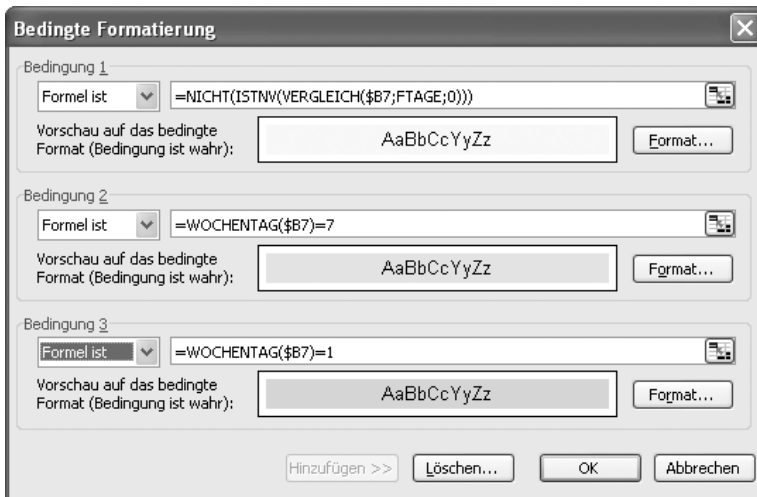 Bedingte Formatierung
Bedingung 1
Formel ist
=NICHT(ISTNV(VERGLEICH($B7;FTAGE;0)))
Vorschau auf das bedingte
Format (Bedingung ist wahr):
AaBbCcYyZz
Format...
Bedingung 2
Formel ist
=WOCHENTAG($B7)=7
Vorschau auf das bedingte
Format (Bedingung ist wahr):
AaBbCcYyZz
Format...
Bedingung 3
Formel ist
=WOCHENTAG($B7)=1
Vorschau auf das bedingte
Format (Bedingung ist wahr):
AaBbCcYyZz
Format...
Hinzufügen >>
Löschen...
OK
Abbrechen